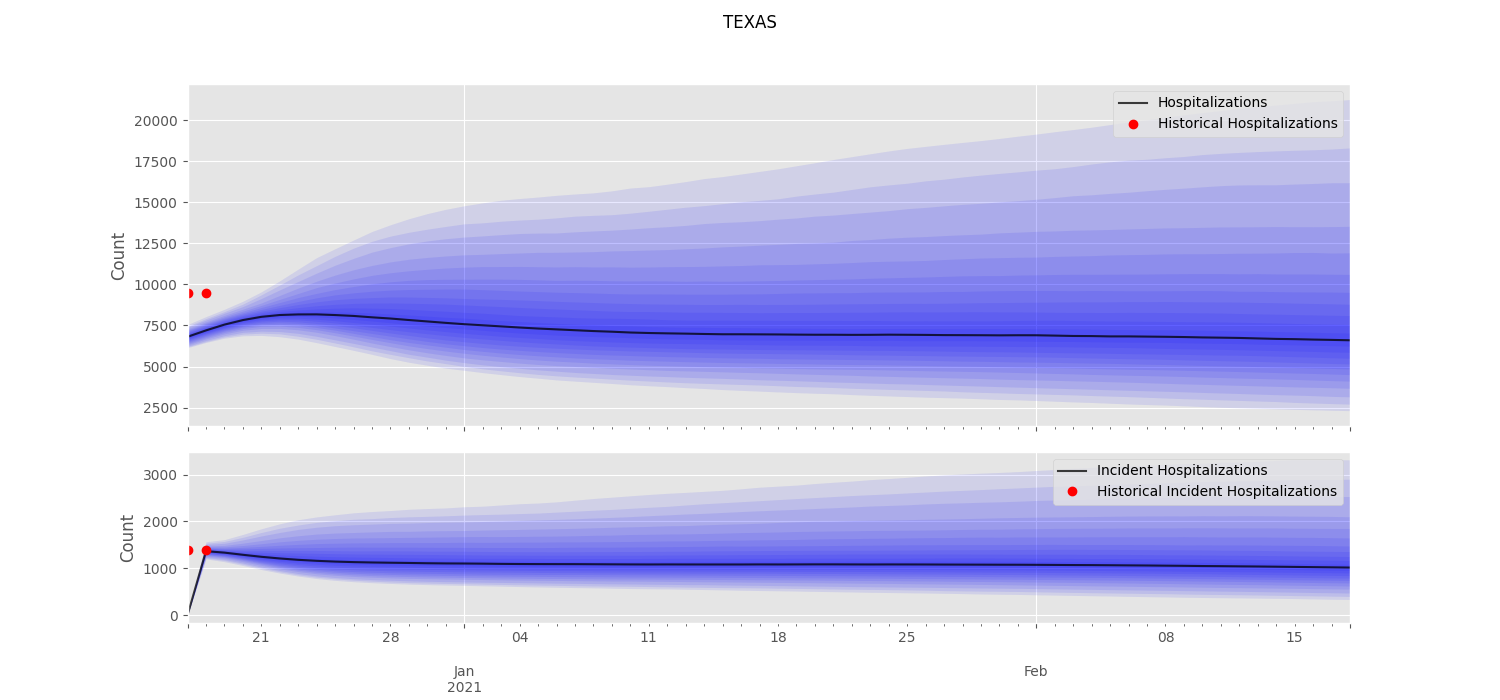 TEXAS
Hospitalizations
Historical Hospitalizations
Count
20000
17500
15000
12500
10000
7500
5000
2500
Incident Hospitalizations
Historical Incident Hospitalizations
Count
3000
2000
1000
0
21 28 04 11 18 25 08 15
Jan Feb
2021